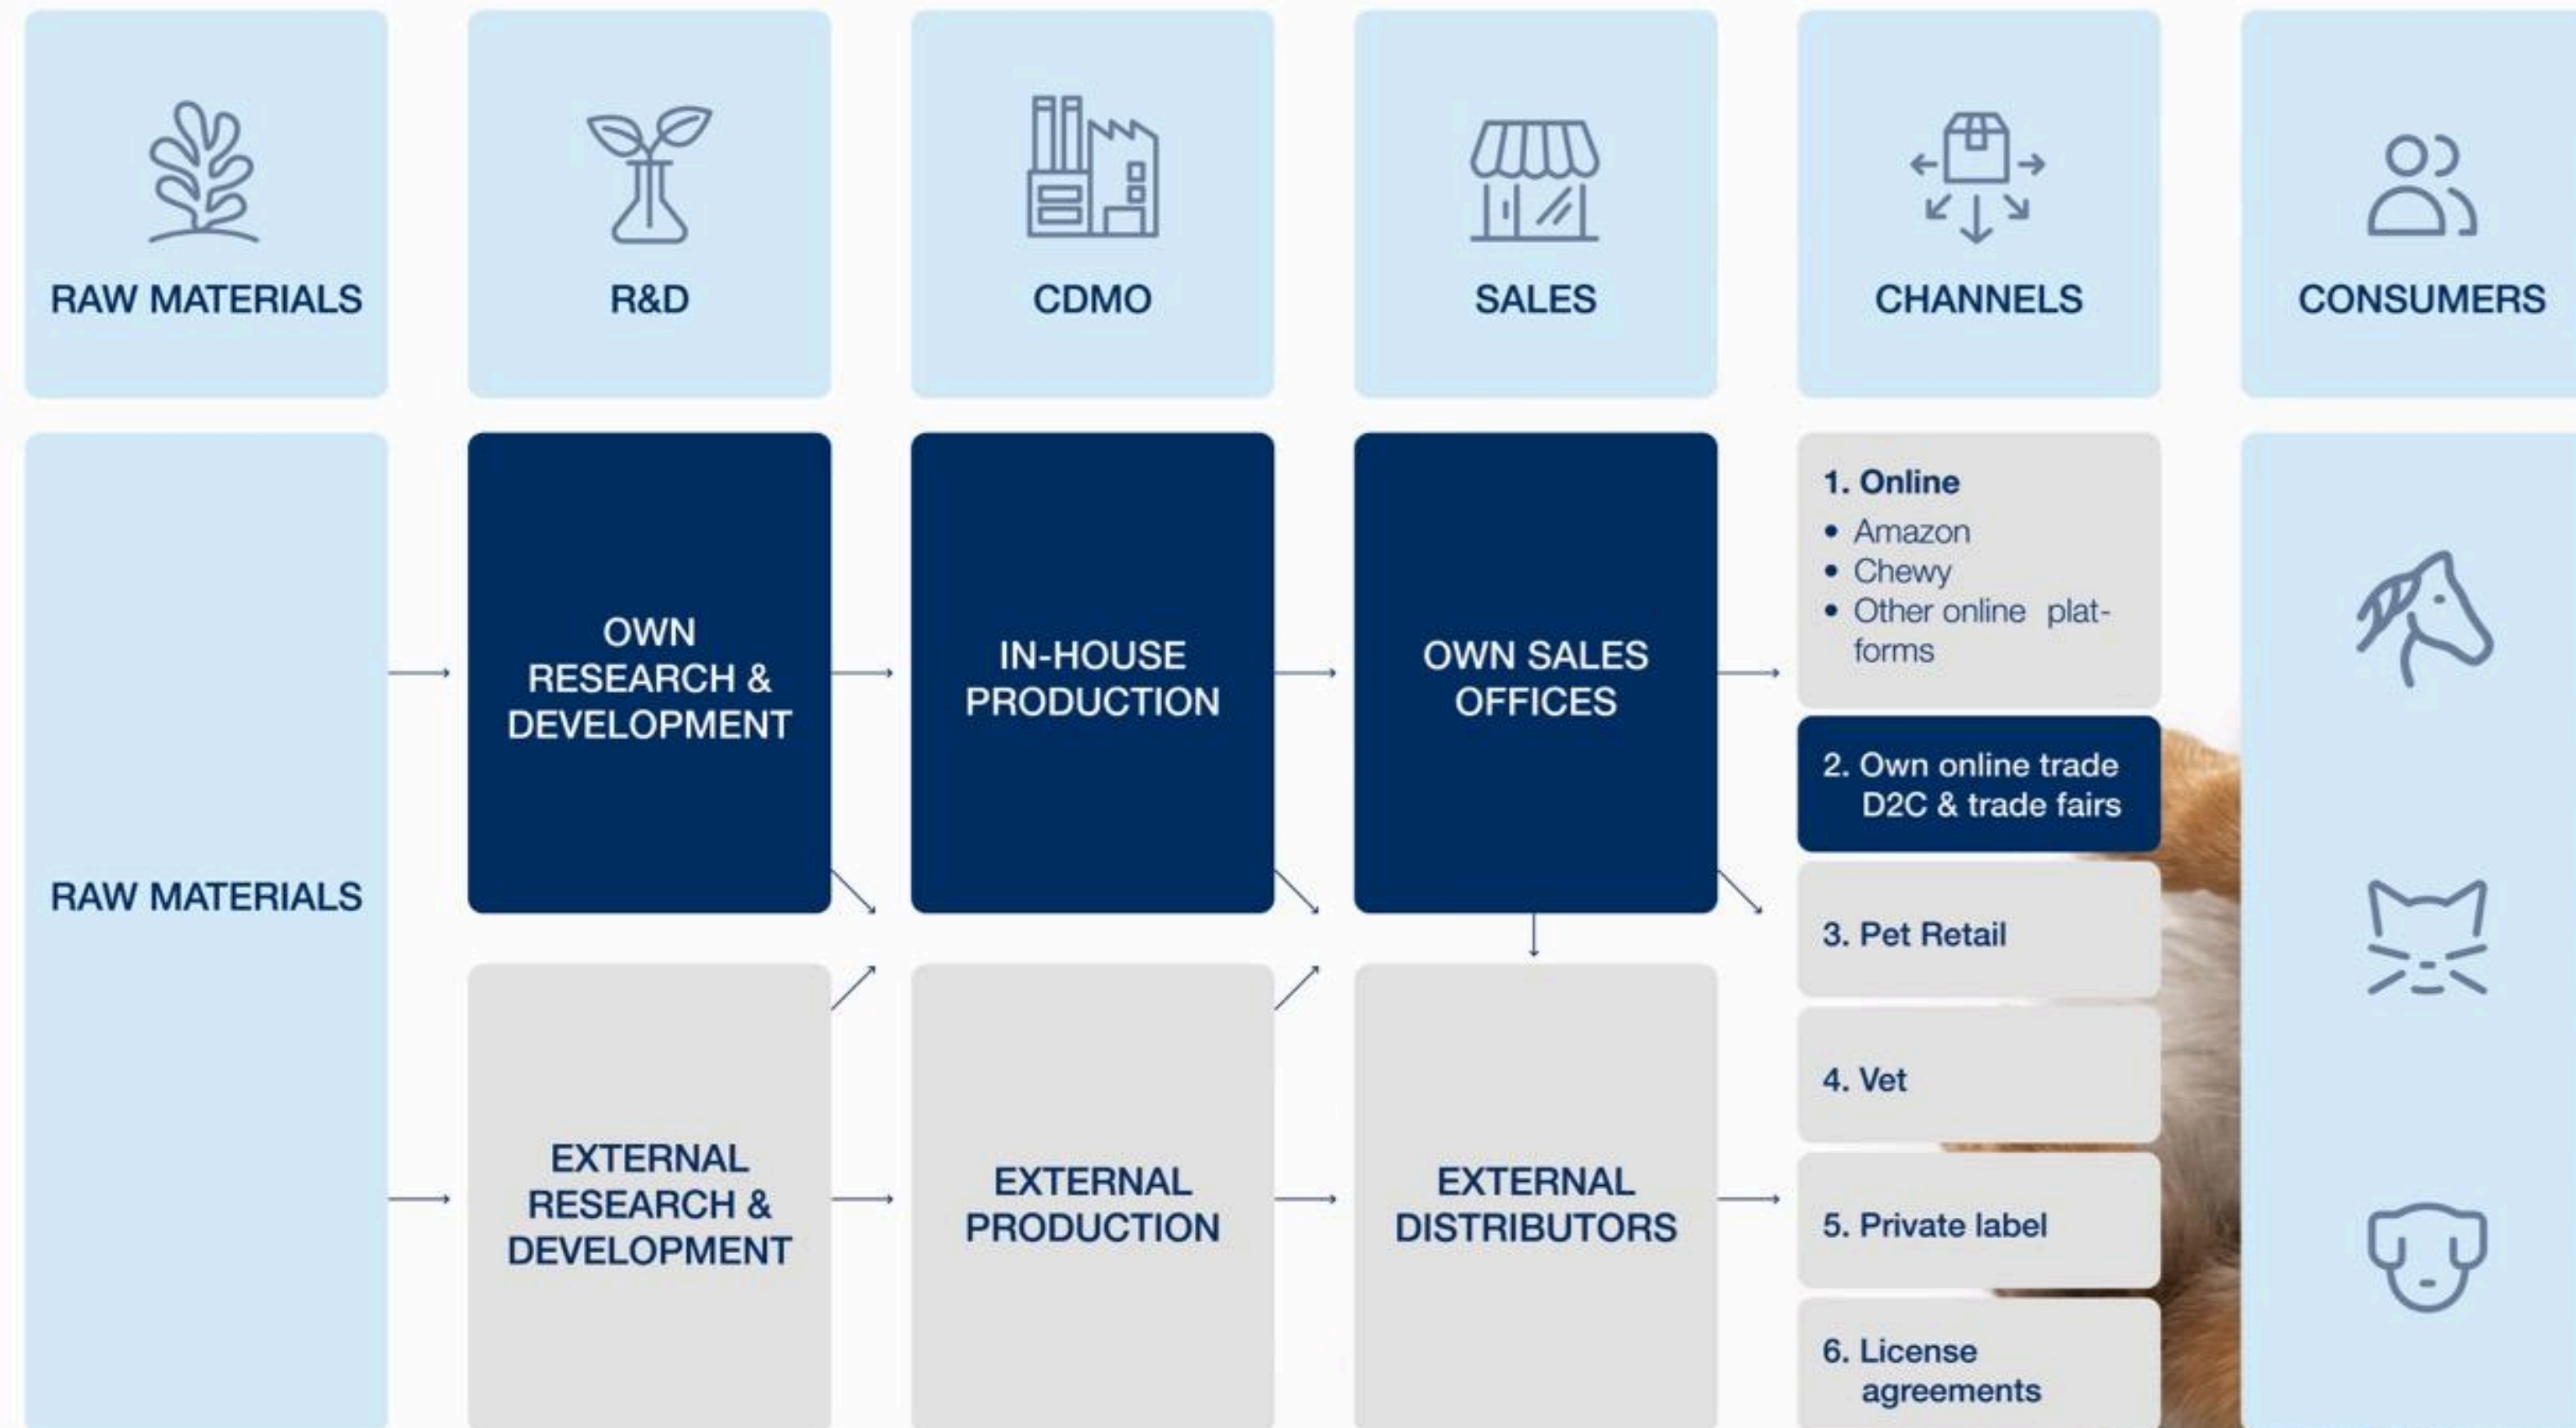 RAW MATERIALS
R&D
CDMO
SALES
CHANNELS
CONSUMERS
RAW MATERIALS
OWN
RESEARCH &
DEVELOPMENT
IN-HOUSE
PRODUCTION
OWN SALES
OFFICES
1. Online
• Amazon
• Chewy
• Other online plat-
forms
2. Own online trade
D2C & trade fairs
3. Pet Retail
4. Vet
5. Private label
6. License
agreements
EXTERNAL
RESEARCH &
DEVELOPMENT
EXTERNAL
PRODUCTION
EXTERNAL
DISTRIBUTORS